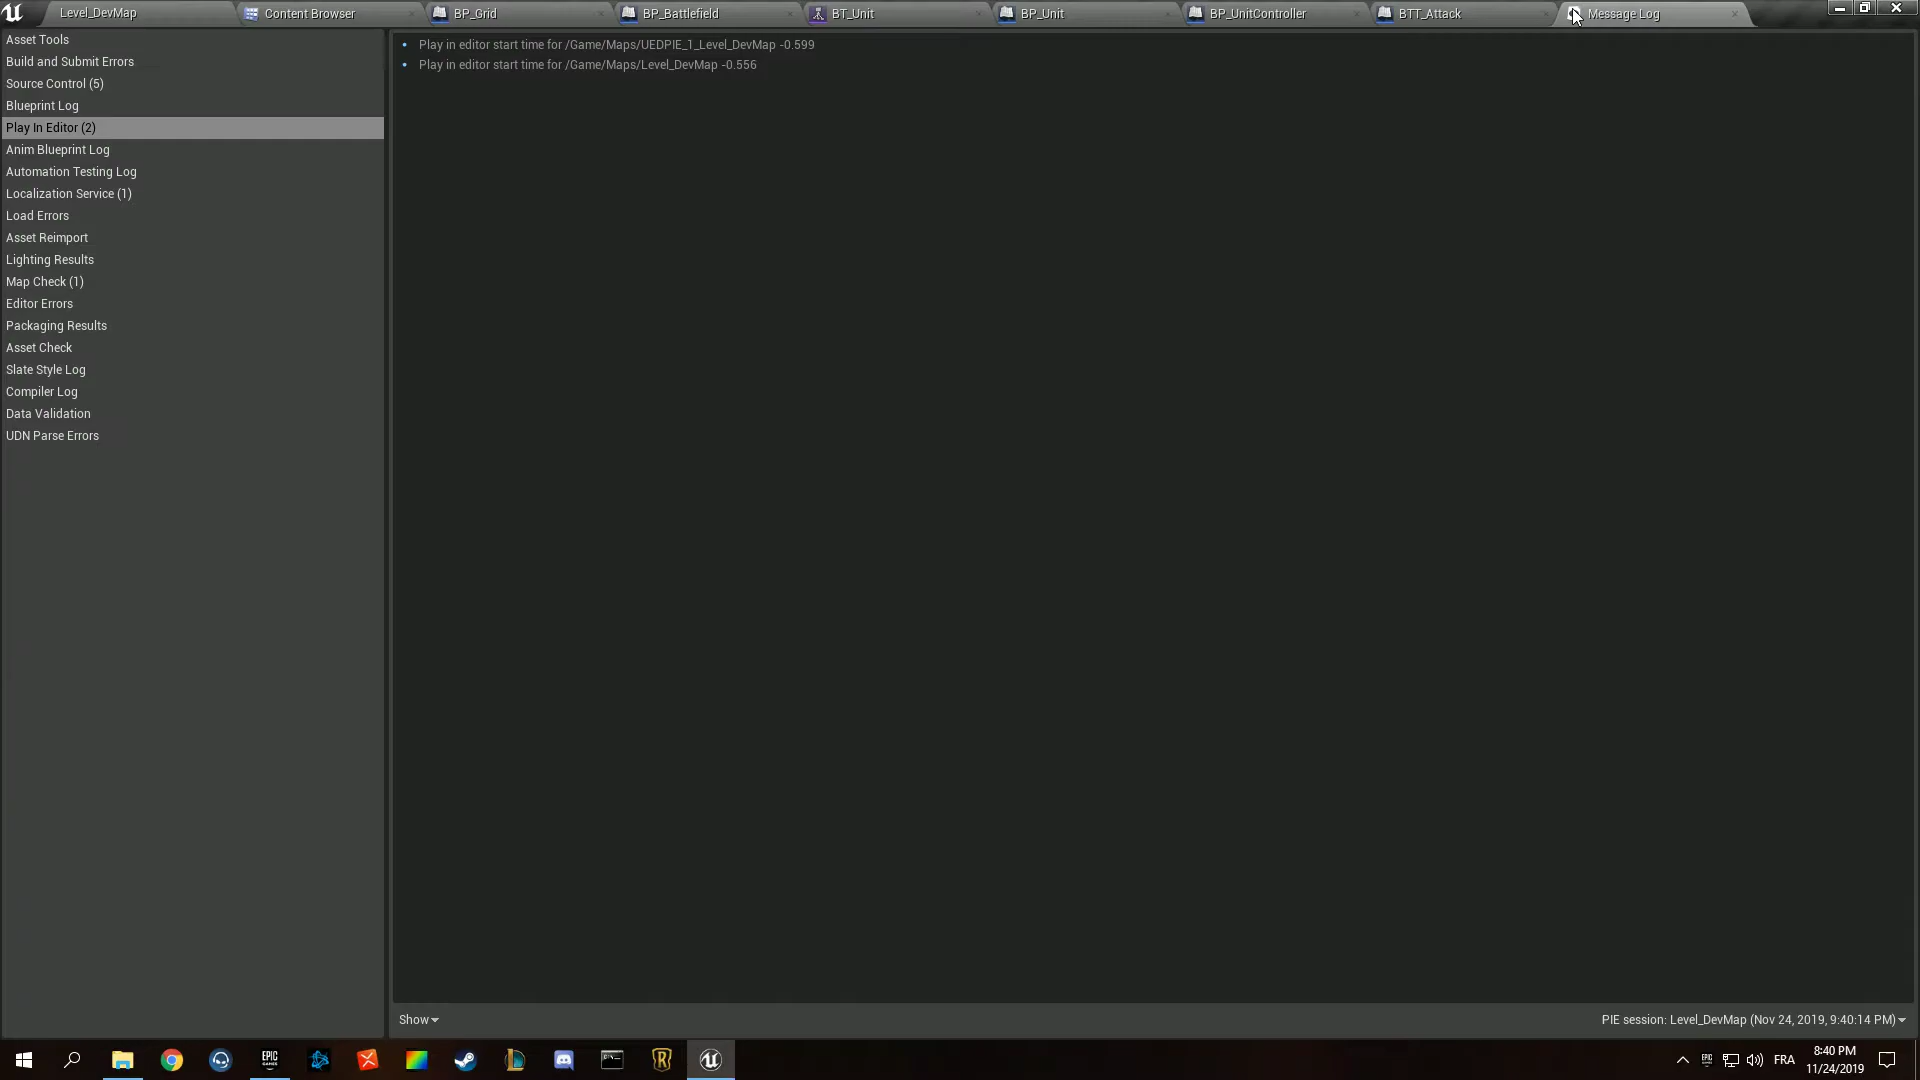 Level_DevMap
Content Browser
BP_Grid
BP_Battlefield
BT_Unit
BP_Unit
BP_UnitController
BTT_Attack
Message Log
Asset Tools
Build and Submit Errors
Source Control (5)
Blueprint Log
Play In Editor (2)
Anim Blueprint Log
Automation Testing Log
Localization Service (1)
Load Errors
Asset Reimport
Lighting Results
Map Check (1)
Editor Errors
Packaging Results
Asset Check
Slate Style Log
Compiler Log
Data Validation
UDN Parse Errors
Play in editor start time for /Game/Maps/UEDPIE_1_Level_DevMap -0.599
Play in editor start time for /Game/Maps/Level_DevMap -0.556
Show
PIE session: Level_DevMap (Nov 24, 2019, 9:40:14 PM)
EPIC GAMES
FRA
8:40 PM
11/24/2019